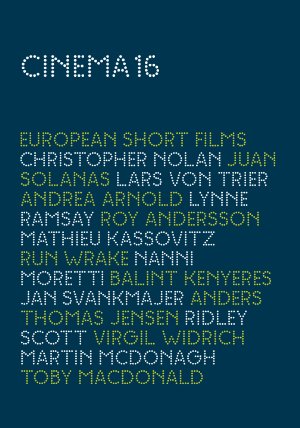 CINEMA16
EUROPEAN SHORT FILMS
CHRISTOPHER NOLAN JUAN
SOLANAS LARS VON TRIER
ANDREA ARNOLD LYNNE
RAMSAY ROY ANDERSSON
MATHIEU KASSOVITZ
RUN WRAKE NANNI
MORETTI BALINT KENYERES
JAN SVANKMAJER ANDERS
THOMAS JENSEN RIDLEY
SCOTT VIRGIL WIDRICH
MARTIN MCDONAGH
TOBY MACDONALD